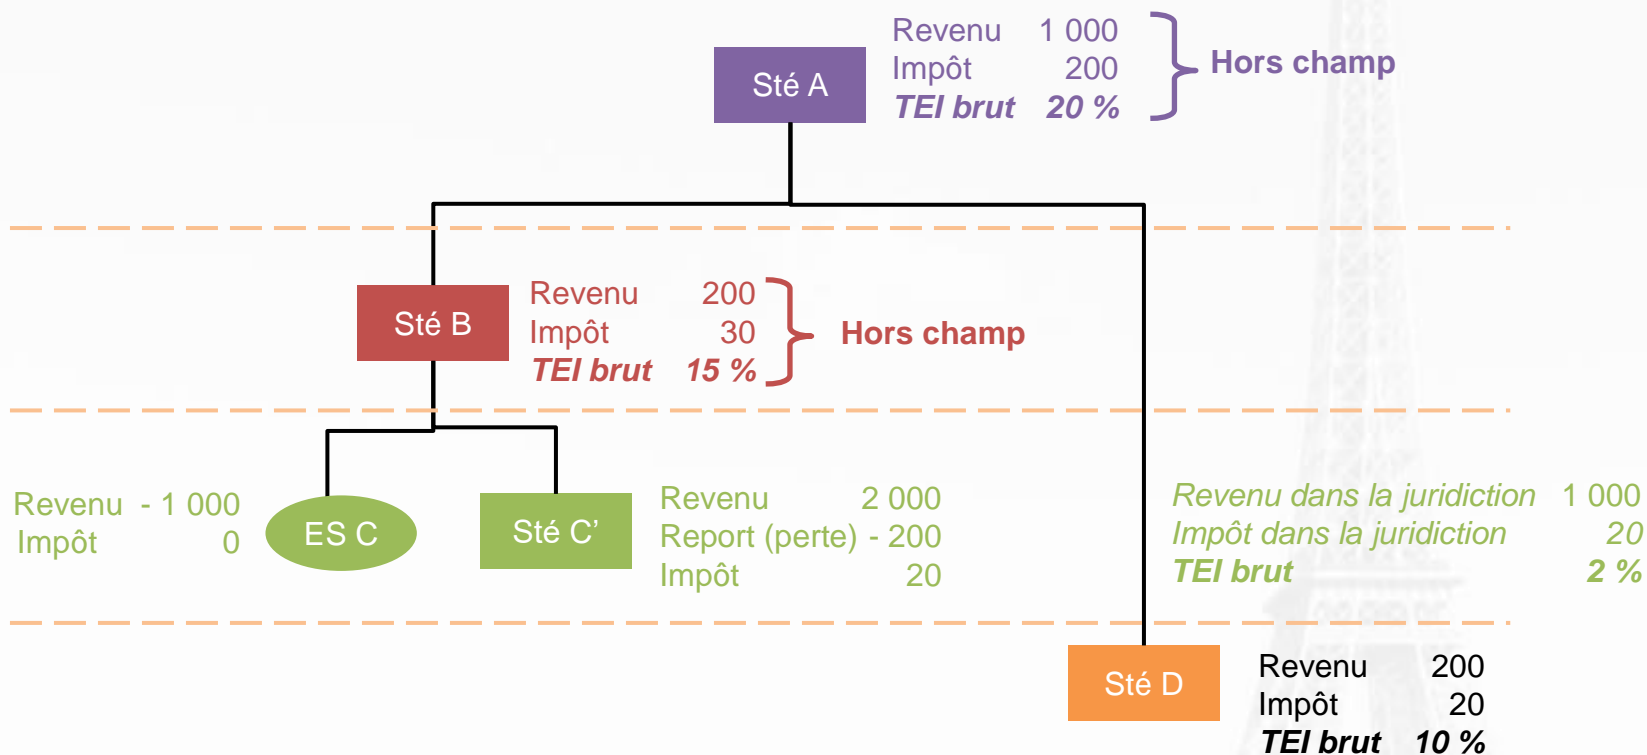 Revenu 1 000
Sté A
Impôt 200
Hors champ
TEI brut 20 %
Revenu 200
Sté B
Impôt 30
Hors champ
TEI brut 15 %
Revenu - 1 000
Impôt 0
ES C
Sté C’
Revenu 2 000
Report (perte) - 200
Impôt 20
Revenu dans la juridiction 1 000
Impôt dans la juridiction 20
TEI brut 2 %
Sté D
Revenu 200
Impôt 20
TEI brut 10 %